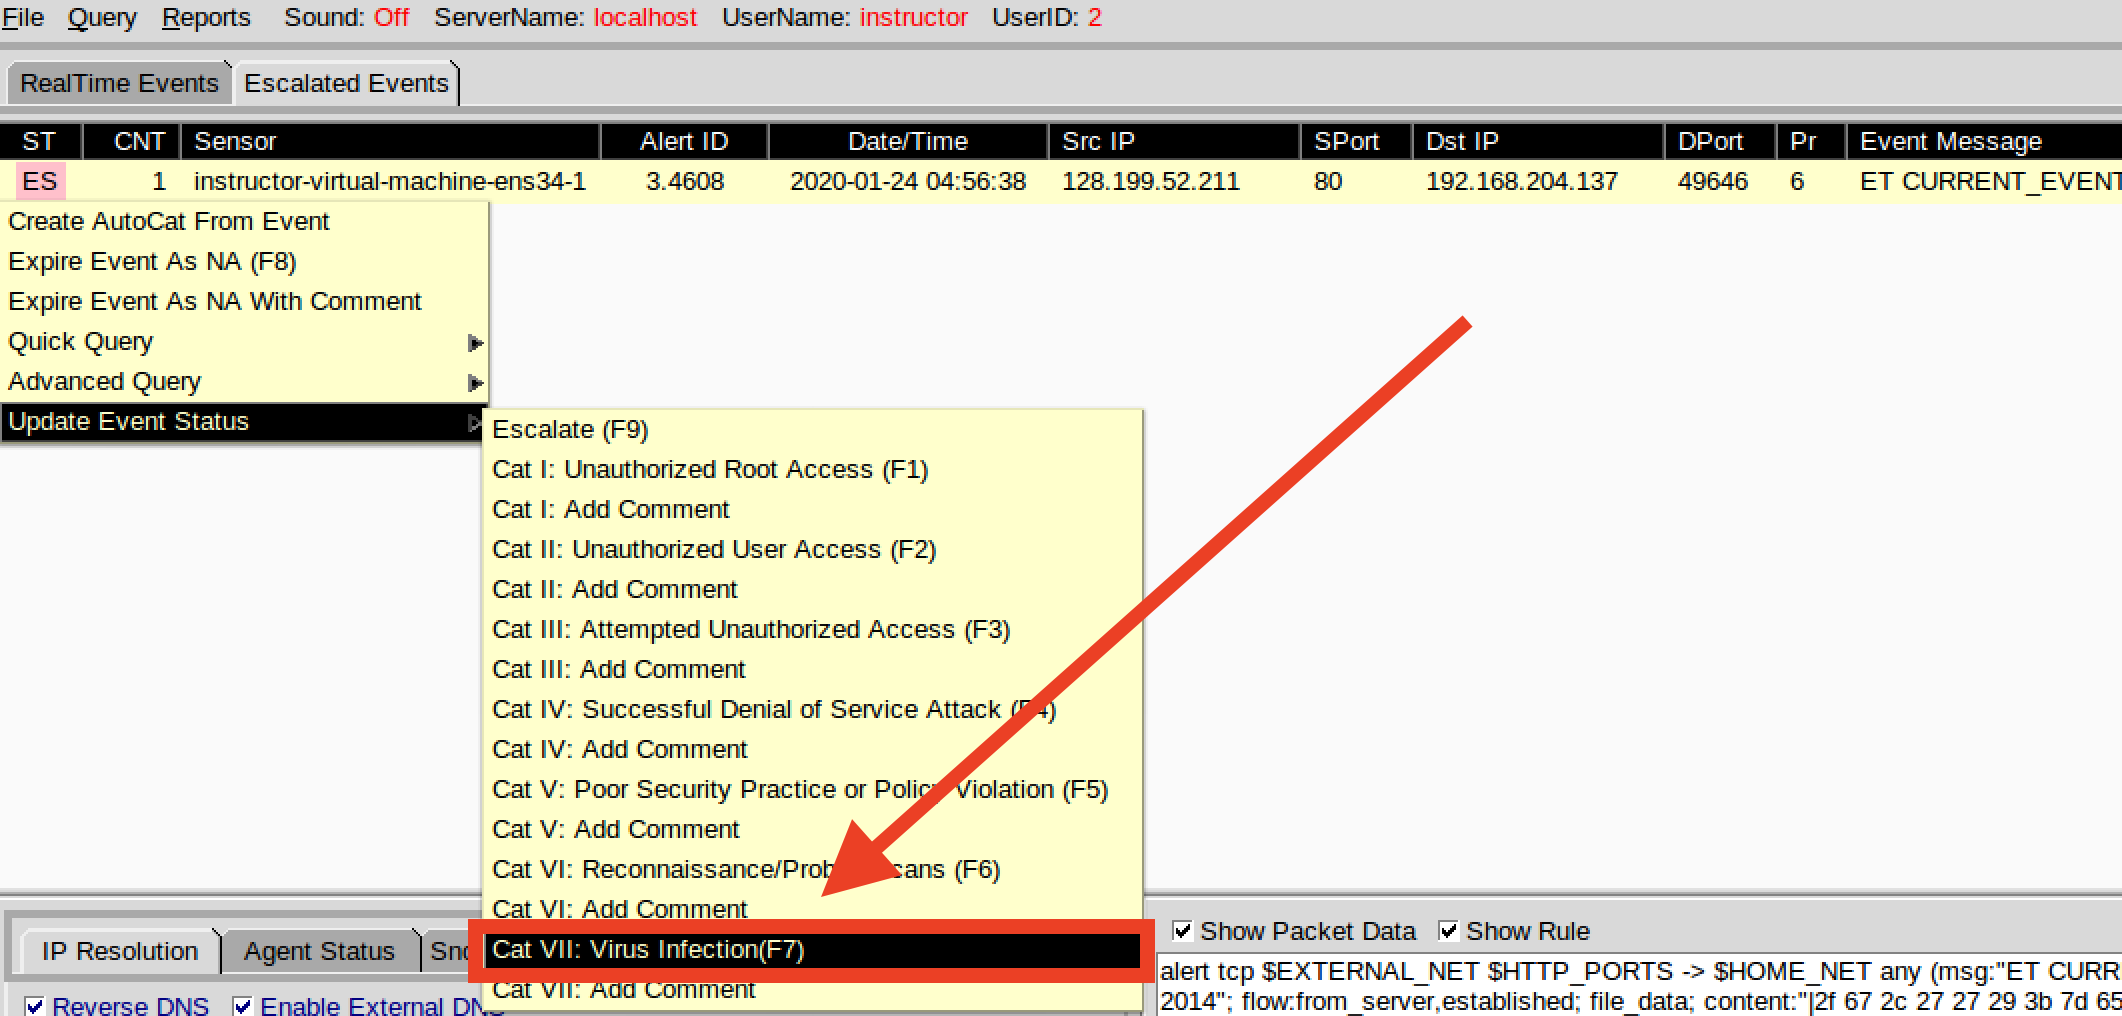 File Query Reports Sound: Off ServerName: localhost UserName: instructor UserID: 2
RealTime Events Escalated Events
ST CNT Sensor Alert ID Date/Time Src IP SPort Dst IP DPort Pr Event Message
ES 1 instructor-virtual-machine-ens34-1 3.4608 2020-01-24 04:56:38 128.199.52.211 80 192.168.204.137 49646 6 ET CURRENT_EVENT
Create AutoCat From Event
Expire Event As NA (F8)
Expire Event As NA With Comment
Quick Query
Advanced Query
Update Event Status
Escalate (F9)
Cat I: Unauthorized Root Access (F1)
Cat I: Add Comment
Cat II: Unauthorized User Access (F2)
Cat II: Add Comment
Cat III: Attempted Unauthorized Access (F3)
Cat III: Add Comment
Cat IV: Successful Denial of Service Attack (F4)
Cat IV: Add Comment
Cat V: Poor Security Practice or Policy Violation (F5)
Cat V: Add Comment
Cat VI: Reconnaissance/Probes/Scans (F6)
Cat VI: Add Comment
Cat VII: Virus Infection(F7)
Cat VII: Add Comment
IP Resolution Agent Status
Reverse DNS Enable External DNS
Show Packet Data Show Rule
alert tcp $EXTERNAL_NET $HTTP_PORTS -> $HOME_NET any (msg:"ET CURR
2014"; flow:from_server,established; file_data; content:"|2f 67 2c 27 27 29 3b 7d 65